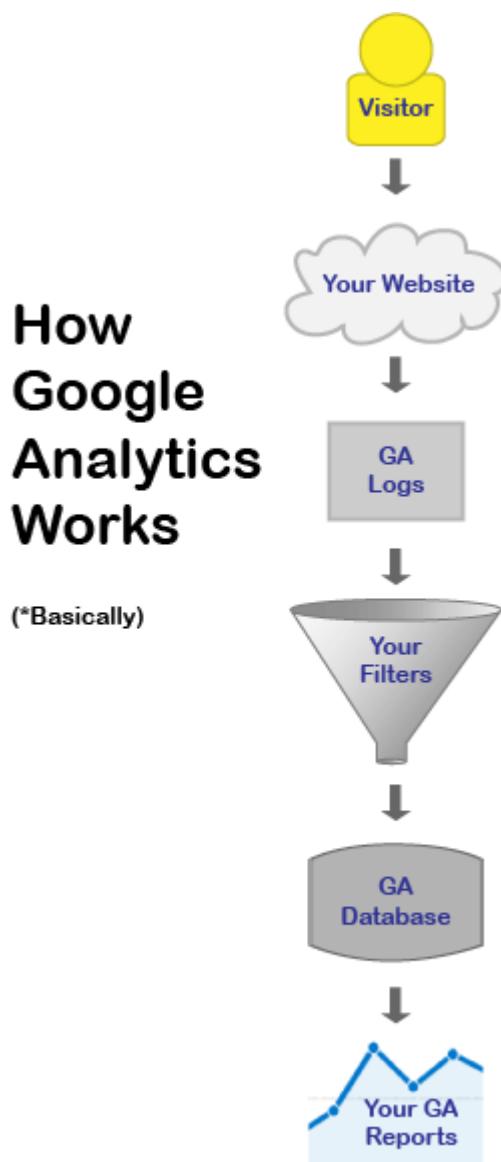 Visitor
Your Website
How
Google
Analytics
Works
(*Basically)
GA
Logs
Your
Filters
GA
Database
Your GA
Reports